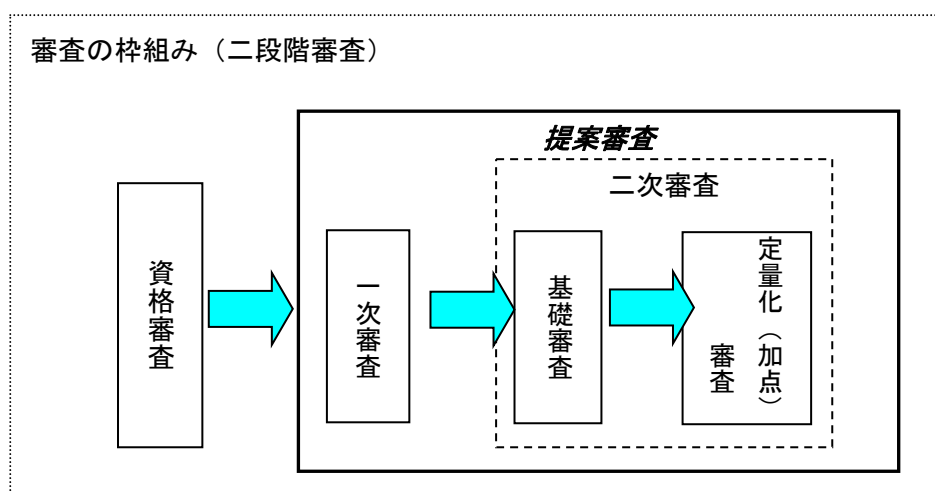 審査の枠組み（二段階審査）
提案審査
二次審査
資格審査
一次審査
基礎審査
定量化（加点）
審査